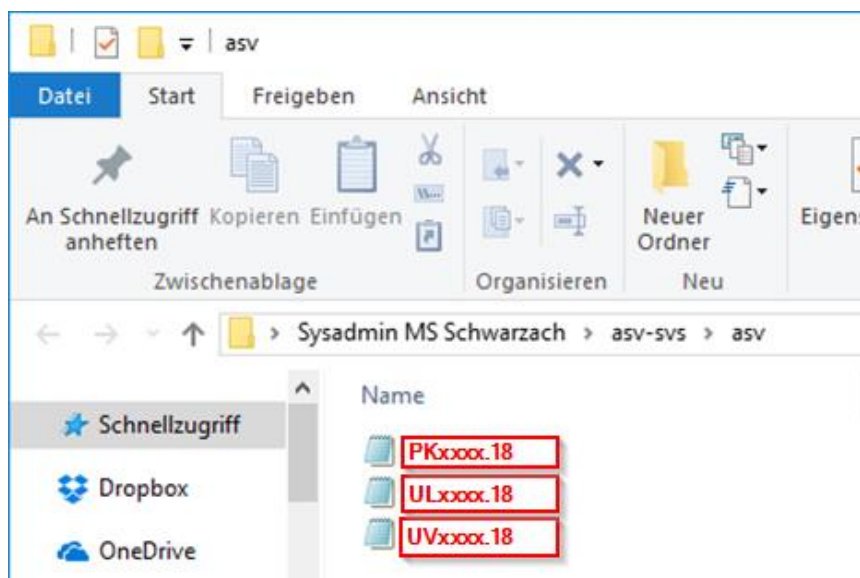 asv
Datei Start Freigeben Ansicht
An Schnellzugriff anheften
Kopieren Einfügen
Neuer Ordner
Zwischenablage Organisieren Neu
Sysadmin MS Schwarzach > asv-svs > asv
Name
Schnellzugriff
Dropbox
OneDrive
PKxxxx.18
ULxxxx.18
UVxxxx.18